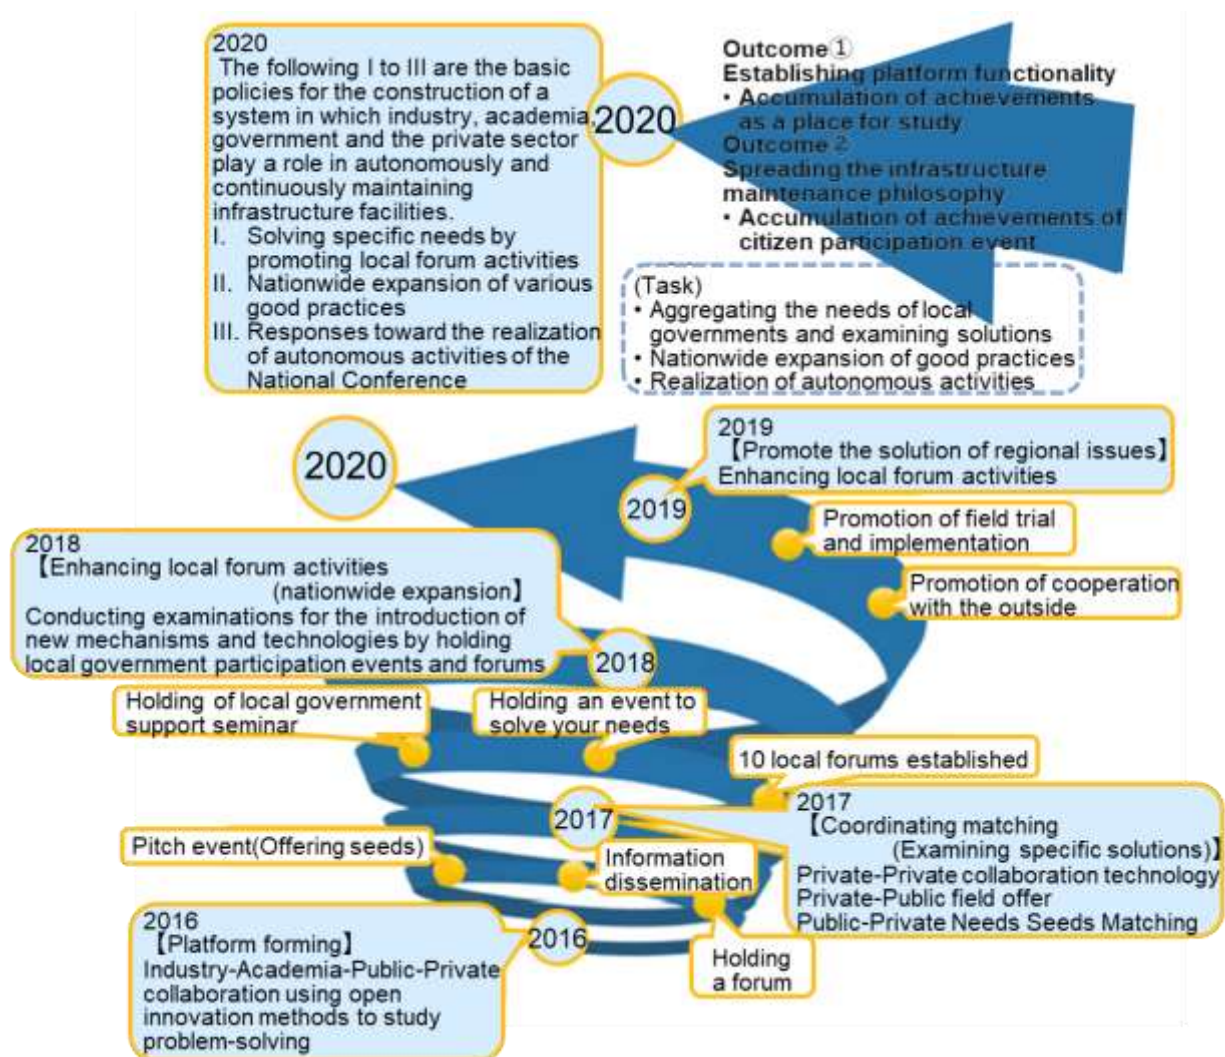 2020
The following I to III are the basic
policies for the construction of a
system in which industry, academia,
government and the private sector
play a role in autonomously and
continuously maintaining
infrastructure facilities.
I. Solving specific needs by
promoting local forum activities
II. Nationwide expansion of various
good practices
III. Responses toward the realization
of autonomous activities of the
National Conference
2020
Outcome①
Establishing platform functionality
• Accumulation of achievements
as a place for study
Outcome 2
Spreading the infrastructure
maintenance philosophy
• Accumulation of achievements of
citizen participation event
(Task)
• Aggregating the needs of local
governments and examining solutions
• Nationwide expansion of good practices
• Realization of autonomous activities
2020
2019
【Promote the solution of regional issues】
Enhancing local forum activities
2019
Promotion of field trial
and implementation
Promotion of cooperation
with the outside
2018
【Enhancing local forum activities
(nationwide expansion】
Conducting examinations for the introduction of
new mechanisms and technologies by holding
local government participation events and forums
2018
Holding of local government
support seminar
Holding an event to
solve your needs
10 local forums established
2017
2017
【Coordinating matching
(Examining specific solutions)】
Private-Private collaboration technology
Private-Public field offer
Public-Private Needs Seeds Matching
Pitch event(Offering seeds)
Information
dissemination
2016
【Platform forming】
Industry-Academia-Public-Private
collaboration using open
innovation methods to study
problem-solving
2016
Holding
a forum